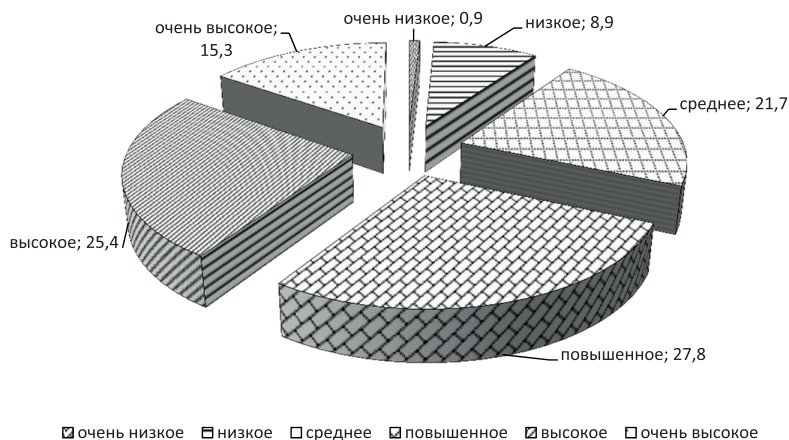 очень низкое; 0,9
очень высокое;
15,3
низкое; 8,9
среднее; 21,7
высокое; 25,4
повышенное; 27,8
очень низкое низкое среднее повышенное высокое очень высокое